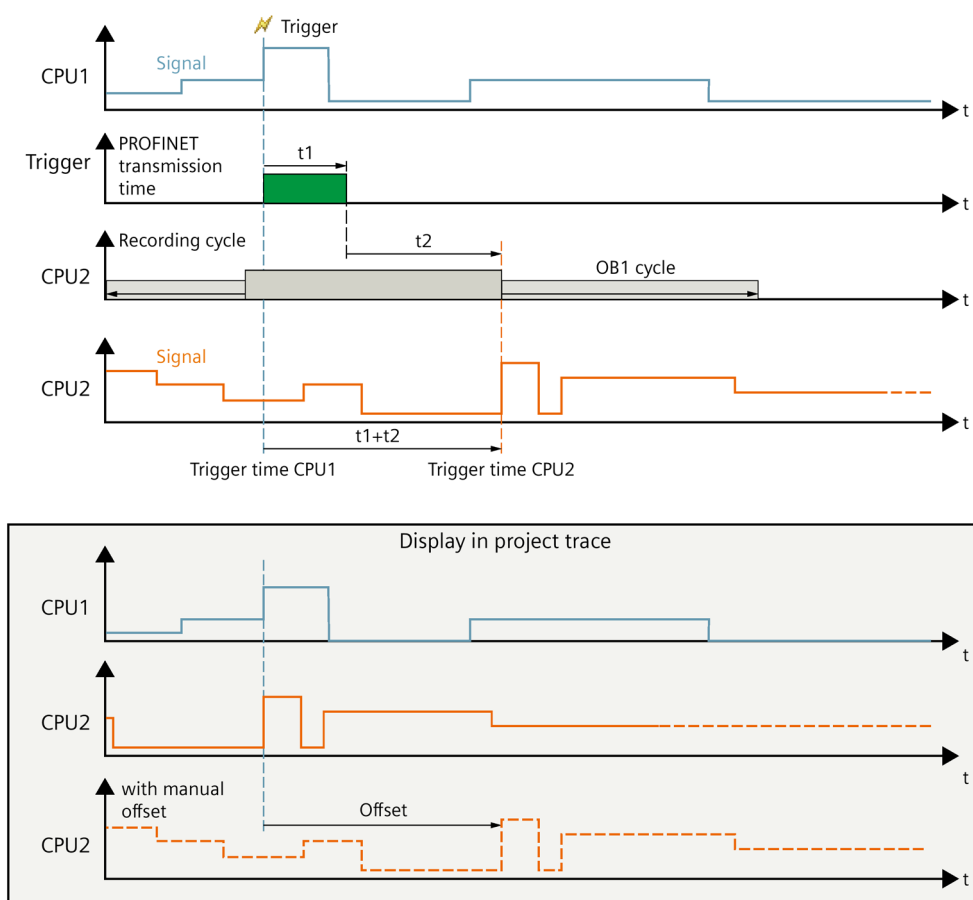 Trigger
CPU1
Signal
t
Trigger
PROFINET
transmission
time
t1
t
Recording cycle
t2
CPU2
OB1 cycle
t
Signal
CPU2
t
t1+t2
Trigger time CPU1
Trigger time CPU2
Display in project trace
CPU1
t
CPU2
t
with manual
offset
Offset
CPU2
t